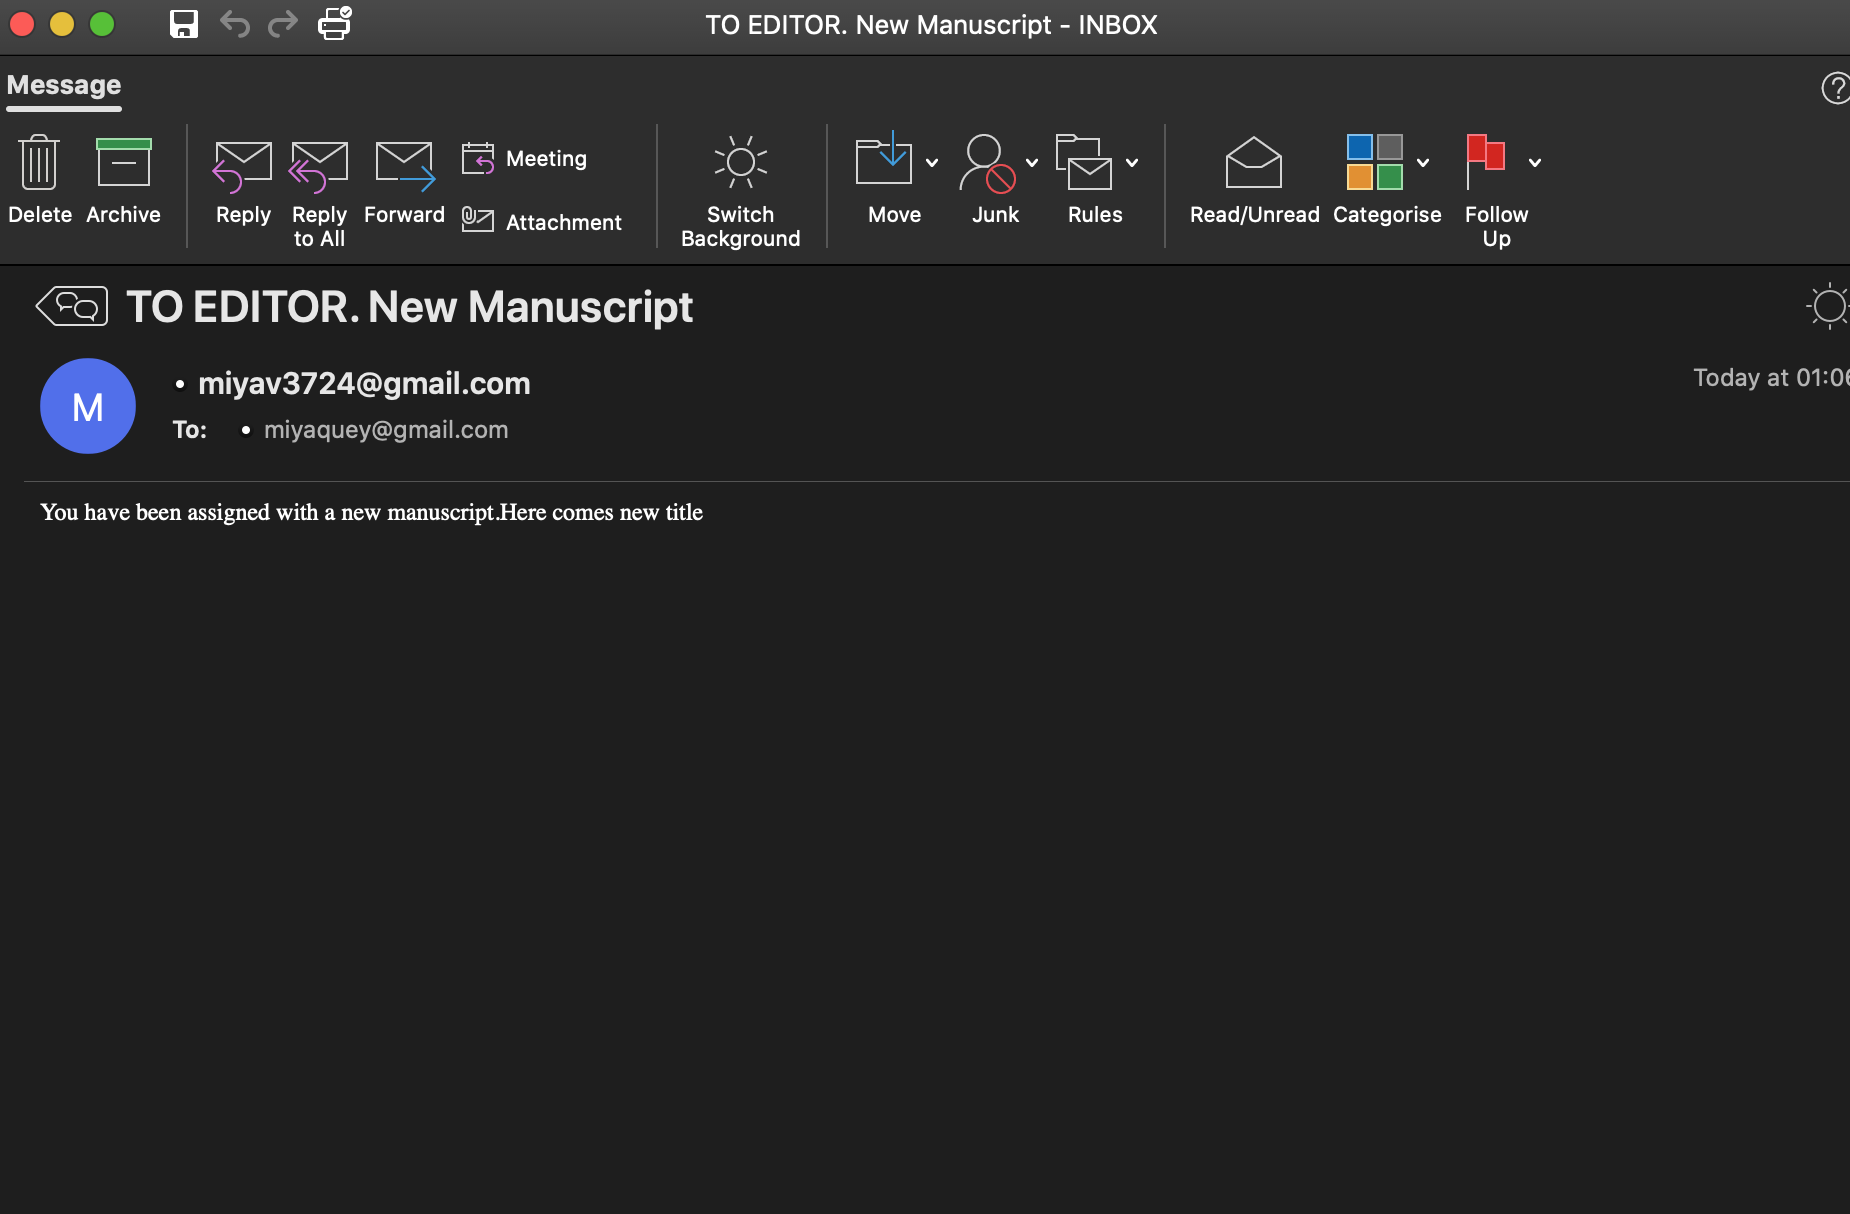 TO EDITOR. New Manuscript - INBOX
Message
Delete Archive Reply Reply to All Forward Meeting Attachment Switch Background Move Junk Rules Read/Unread Categorise Follow Up
TO EDITOR. New Manuscript
M
miyav3724@gmail.com
Today at 01:06
To: miyaquey@gmail.com
You have been assigned with a new manuscript.Here comes new title